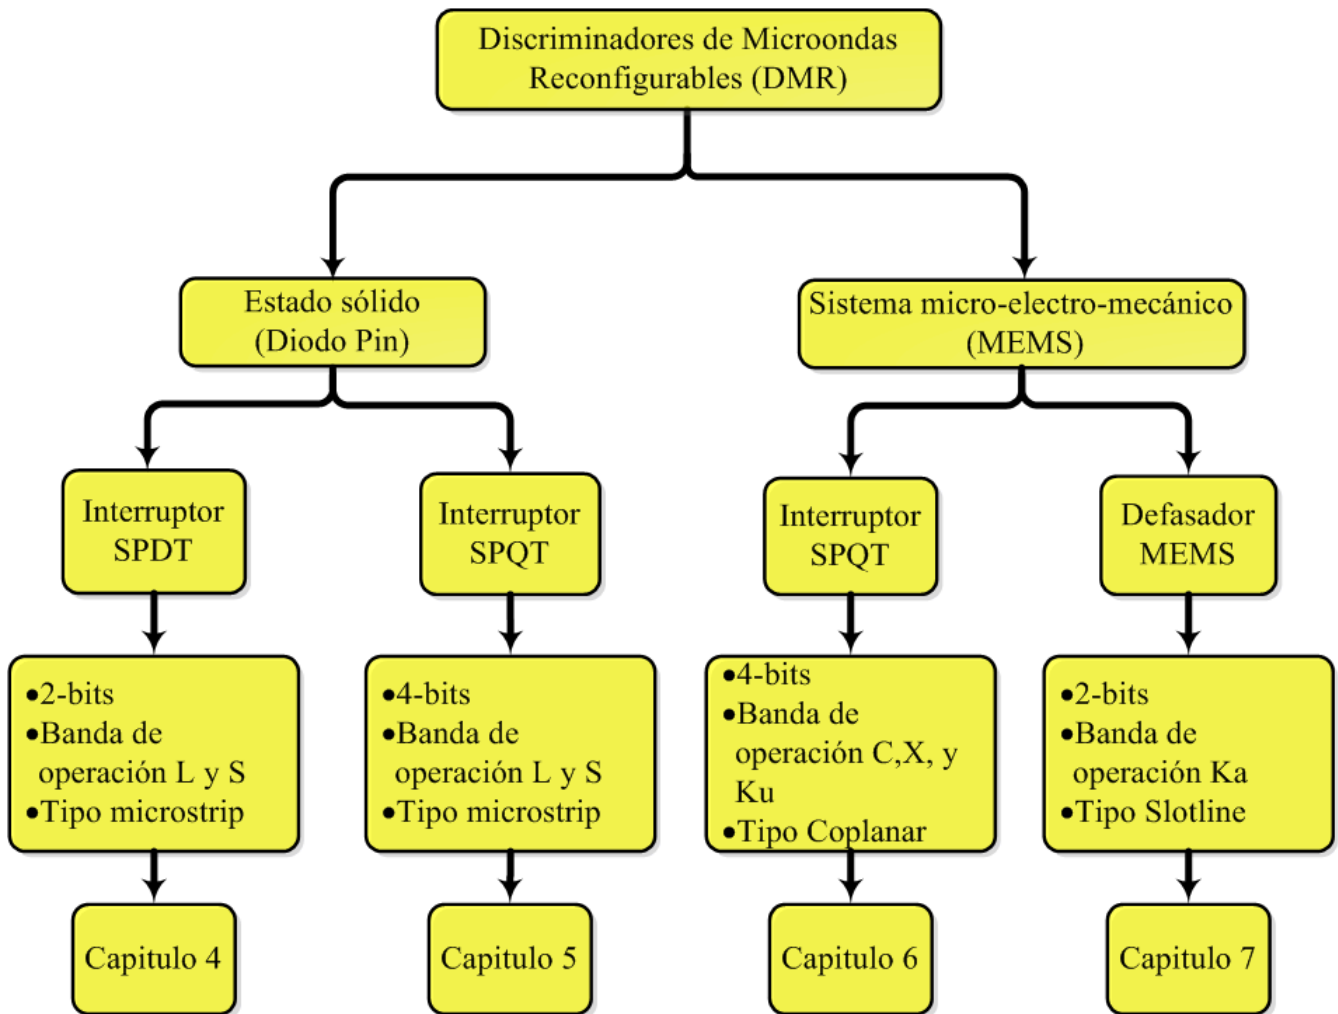 Discriminadores de Microondas
Reconfigurables (DMR)
Estado sólido
(Diodo Pin)
Sistema micro-electro-mecánico
(MEMS)
Interruptor
SPDT
Interruptor
SPQT
Interruptor
SPQT
Defasador
MEMS
•2-bits
•Banda de
operación L y S
•Tipo microstrip
•4-bits
•Banda de
operación L y S
•Tipo microstrip
•4-bits
•Banda de
operación C,X, y
Ku
•Tipo Coplanar
•2-bits
•Banda de
operación Ka
•Tipo Slotline
Capitulo 4
Capitulo 5
Capitulo 6
Capitulo 7